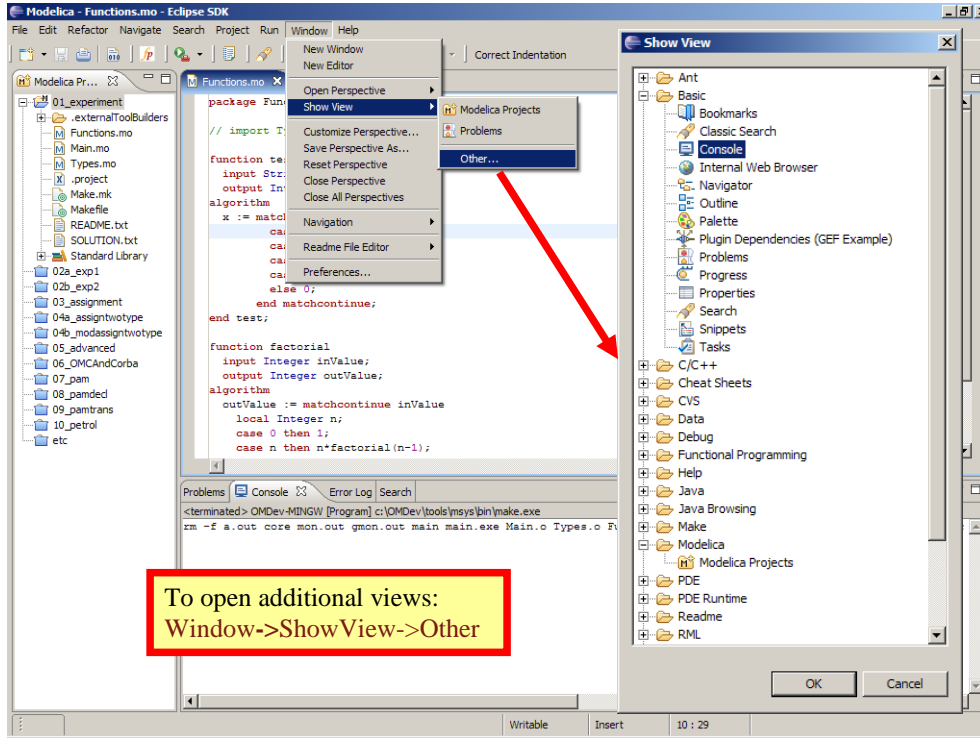 Modelica - Functions.mo - Eclipse SDK
File Edit Refactor Navigate Search Project Run Window Help
Correct Indentation
Modelica Pr...
01_experiment
.externalToolBuilders
Functions.mo
Main.mo
Types.mo
.project
Make.mk
Makefile
README.txt
SOLUTION.txt
Standard Library
02a_exp1
02b_exp2
03_assignment
04a_assigntwotype
04b_modassigntwotype
05_advanced
06_OMCAndCorba
07_pam
08_pamdecl
09_pamtrans
10_petrol
etc
Functions.mo
package Fun
// import T
function te
input Stri
output In
algorithm
x := matc
ca
ca
ca
ca
else 0;
end matchcontinue;
end test;
function factorial
input Integer inValue;
output Integer outValue;
algorithm
outValue := matchcontinue inValue
local Integer n;
case 0 then 1;
case n then n*factorial(n-1);
New Window
New Editor
Open Perspective
Show View
Customize Perspective...
Save Perspective As...
Reset Perspective
Close Perspective
Close All Perspectives
Navigation
Readme File Editor
Preferences...
Modelica Projects
Problems
Other...
Problems Console Error Log Search
<terminated> OMDev-MINGW [Program] c:\OMDev\tools\msys\bin\make.exe
rm -f a.out core mon.out gmon.out main main.exe Main.o Types.o Fu
To open additional views:
Window->ShowView->Other
Show View
Ant
Basic
Bookmarks
Classic Search
Console
Internal Web Browser
Navigator
Outline
Palette
Plugin Dependencies (GEF Example)
Problems
Progress
Properties
Search
Snippets
Tasks
C/C++
Cheat Sheets
CVS
Data
Debug
Functional Programming
Help
Java
Java Browsing
Make
Modelica
Modelica Projects
PDE
PDE Runtime
Readme
RML
OK Cancel
Writable Insert 10 : 29